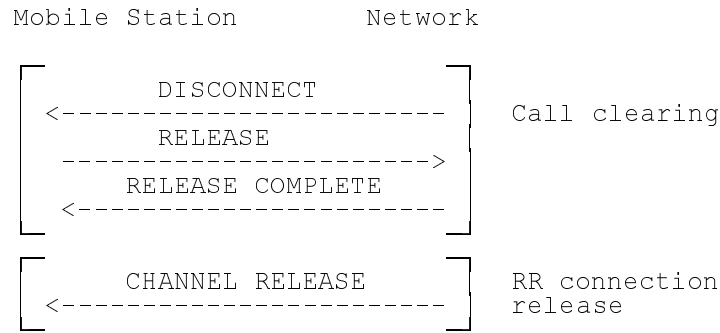 Mobile Station Network
DISCONNECT
<------------------------ Call clearing
RELEASE
----------------------->
RELEASE COMPLETE
<-----------------------
CHANNEL RELEASE RR connection
<------------------------ release